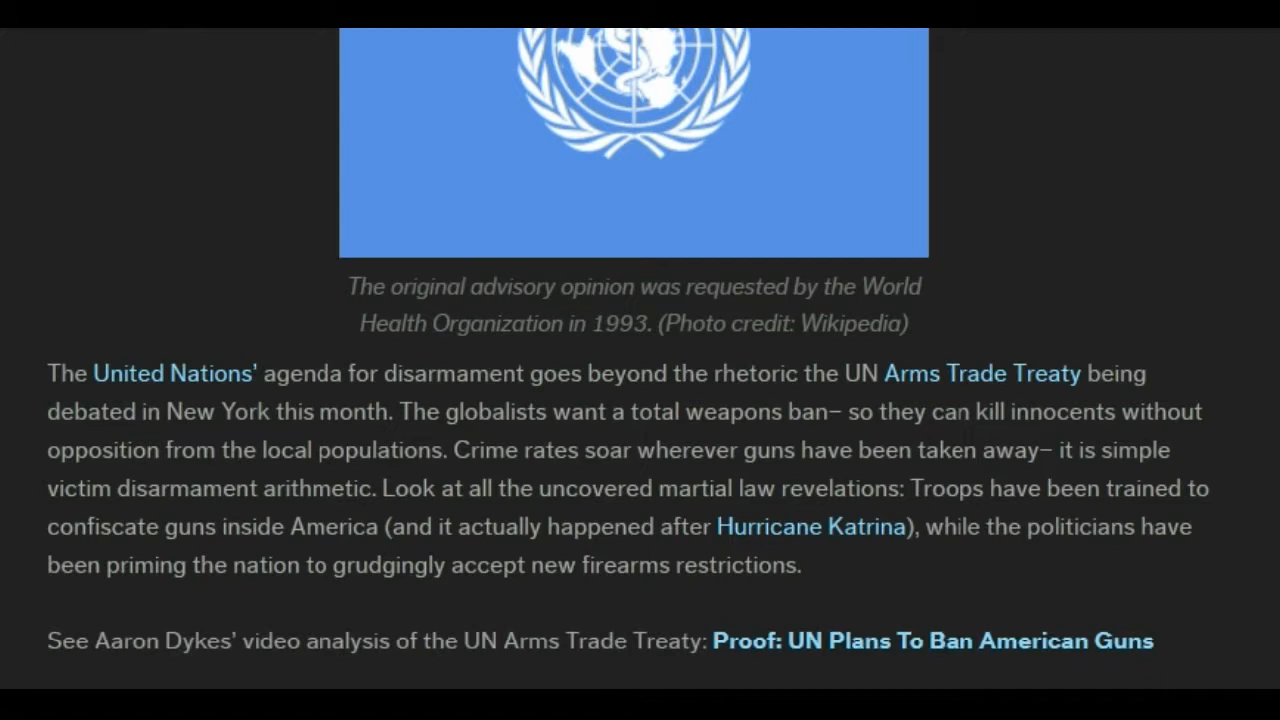 The original advisory opinion was requested by the World
Health Organization in 1993. (Photo credit: Wikipedia)
The United Nations' agenda for disarmament goes beyond the rhetoric the UN Arms Trade Treaty being
debated in New York this month. The globalists want a total weapons ban– so they can kill innocents without
opposition from the local populations. Crime rates soar wherever guns have been taken away– it is simple
victim disarmament arithmetic. Look at all the uncovered martial law revelations: Troops have been trained to
confiscate guns inside America (and it actually happened after Hurricane Katrina), while the politicians have
been priming the nation to grudgingly accept new firearms restrictions.
See Aaron Dykes' video analysis of the UN Arms Trade Treaty: Proof: UN Plans To Ban American Guns